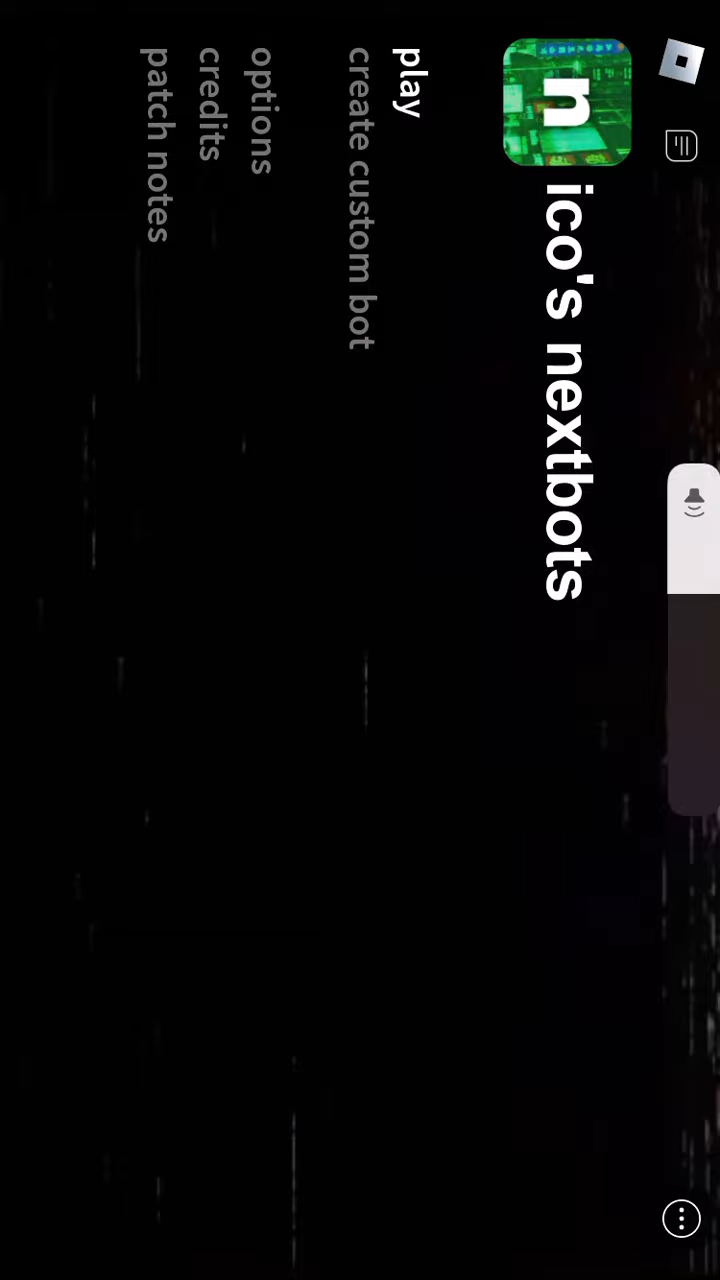 n ico's nextbots
play
create custom bot
options
credits
patch notes